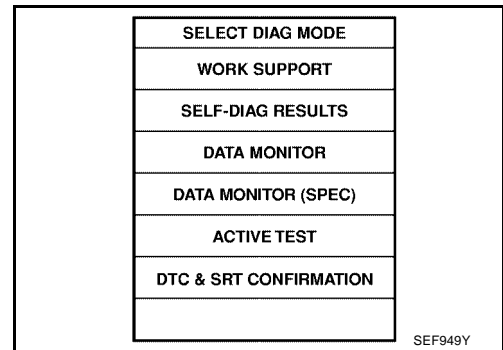 SELECT DIAG MODE
WORK SUPPORT
SELF-DIAG RESULTS
DATA MONITOR
DATA MONITOR (SPEC)
ACTIVE TEST
DTC & SRT CONFIRMATION
SEF949Y